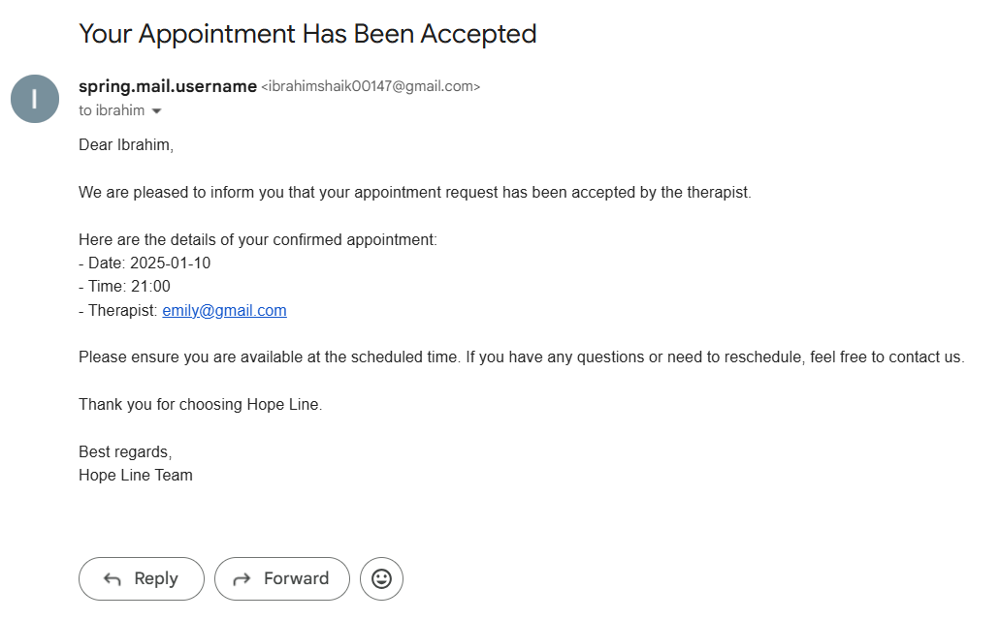 Your Appointment Has Been Accepted
I
spring.mail.username <ibrahimshaik00147@gmail.com>
to ibrahim
Dear Ibrahim,
We are pleased to inform you that your appointment request has been accepted by the therapist.
Here are the details of your confirmed appointment:
- Date: 2025-01-10
- Time: 21:00
- Therapist: emily@gmail.com
Please ensure you are available at the scheduled time. If you have any questions or need to reschedule, feel free to contact us.
Thank you for choosing Hope Line.
Best regards,
Hope Line Team
Reply Forward